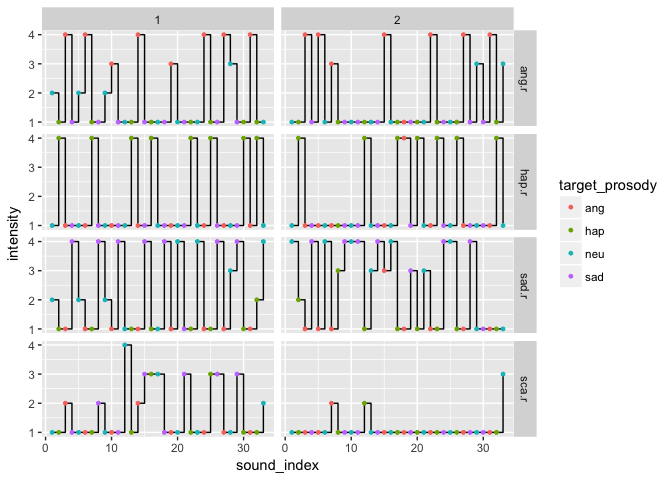 1 2
4
3
2
1
ang.r
4
3
2
1
hap.r
4
3
2
1
sad.r
4
3
2
1
sca.r
intensity
0 10 20 30 0 10 20 30
sound_index
target_prosody
ang
hap
neu
sad